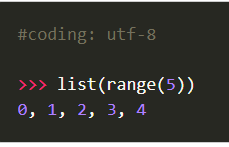 #coding: utf-8
>>> list(range(5))
0, 1, 2, 3, 4